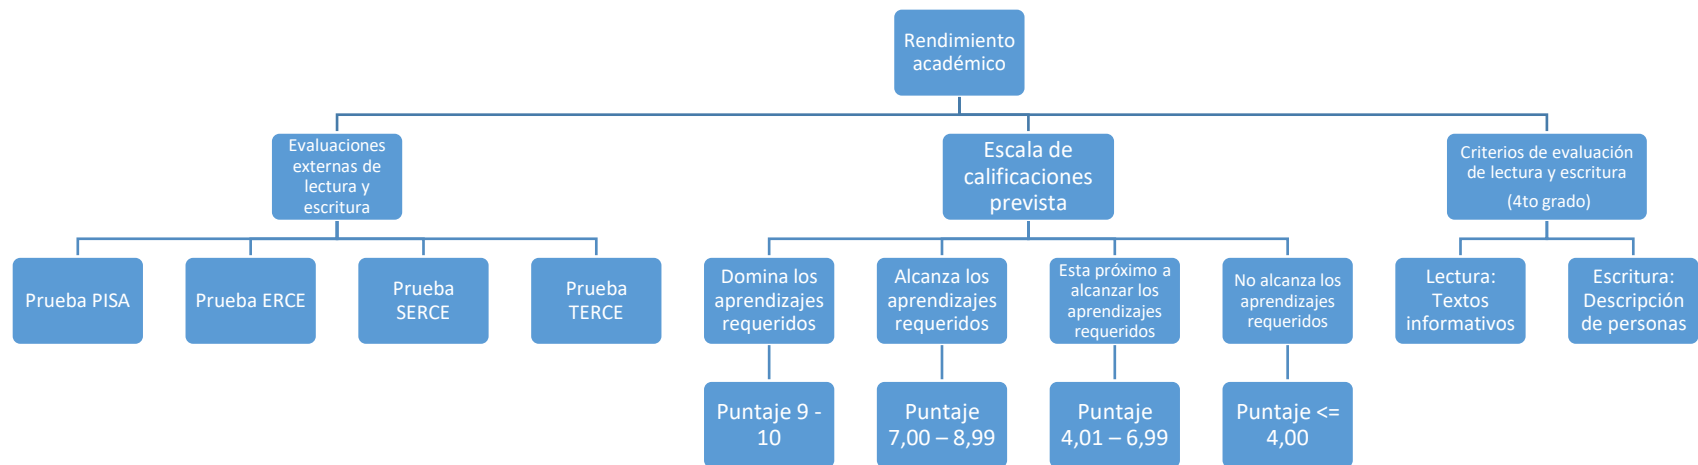 Rendimiento
académico
Evaluaciones
externas de
lectura y
escritura
Escala de
calificaciones
prevista
Criterios de evaluación
de lectura y escritura
(4to grado)
Prueba PISA
Prueba ERCE
Prueba
SERCE
Prueba
TERCE
Domina los
aprendizajes
requeridos
Alcanza los
aprendizajes
requeridos
Esta próximo a
alcanzar los
aprendizajes
requeridos
No alcanza los
aprendizajes
requeridos
Lectura:
Textos
informativos
Escritura:
Descripción
de personas
Puntaje 9 -
10
Puntaje
7,00 – 8,99
Puntaje
4,01 – 6,99
Puntaje <=
4,00